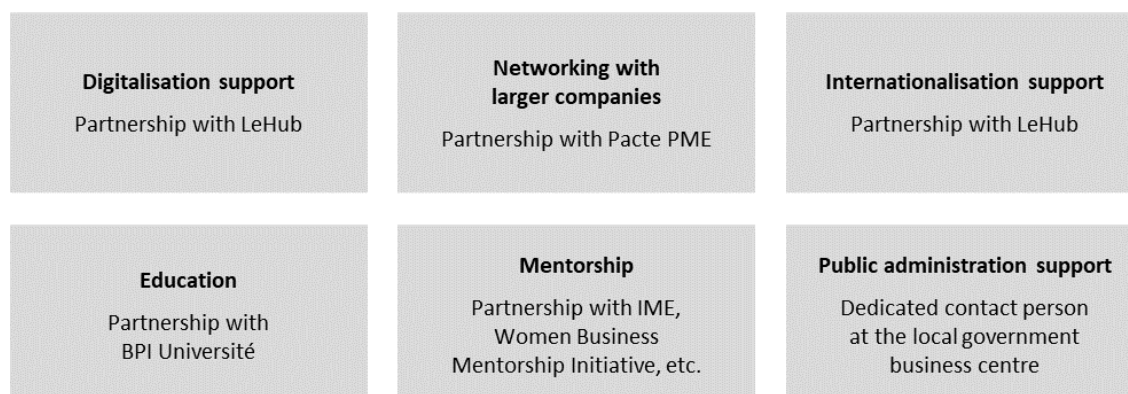 Digitalisation support
Partnership with LeHub
Networking with
larger companies
Partnership with Pacte PME
Internationalisation support
Partnership with LeHub
Education
Partnership with
BPI Université
Mentorship
Partnership with IME,
Women Business
Mentorship Initiative, etc.
Public administration support
Dedicated contact person
at the local government
business centre